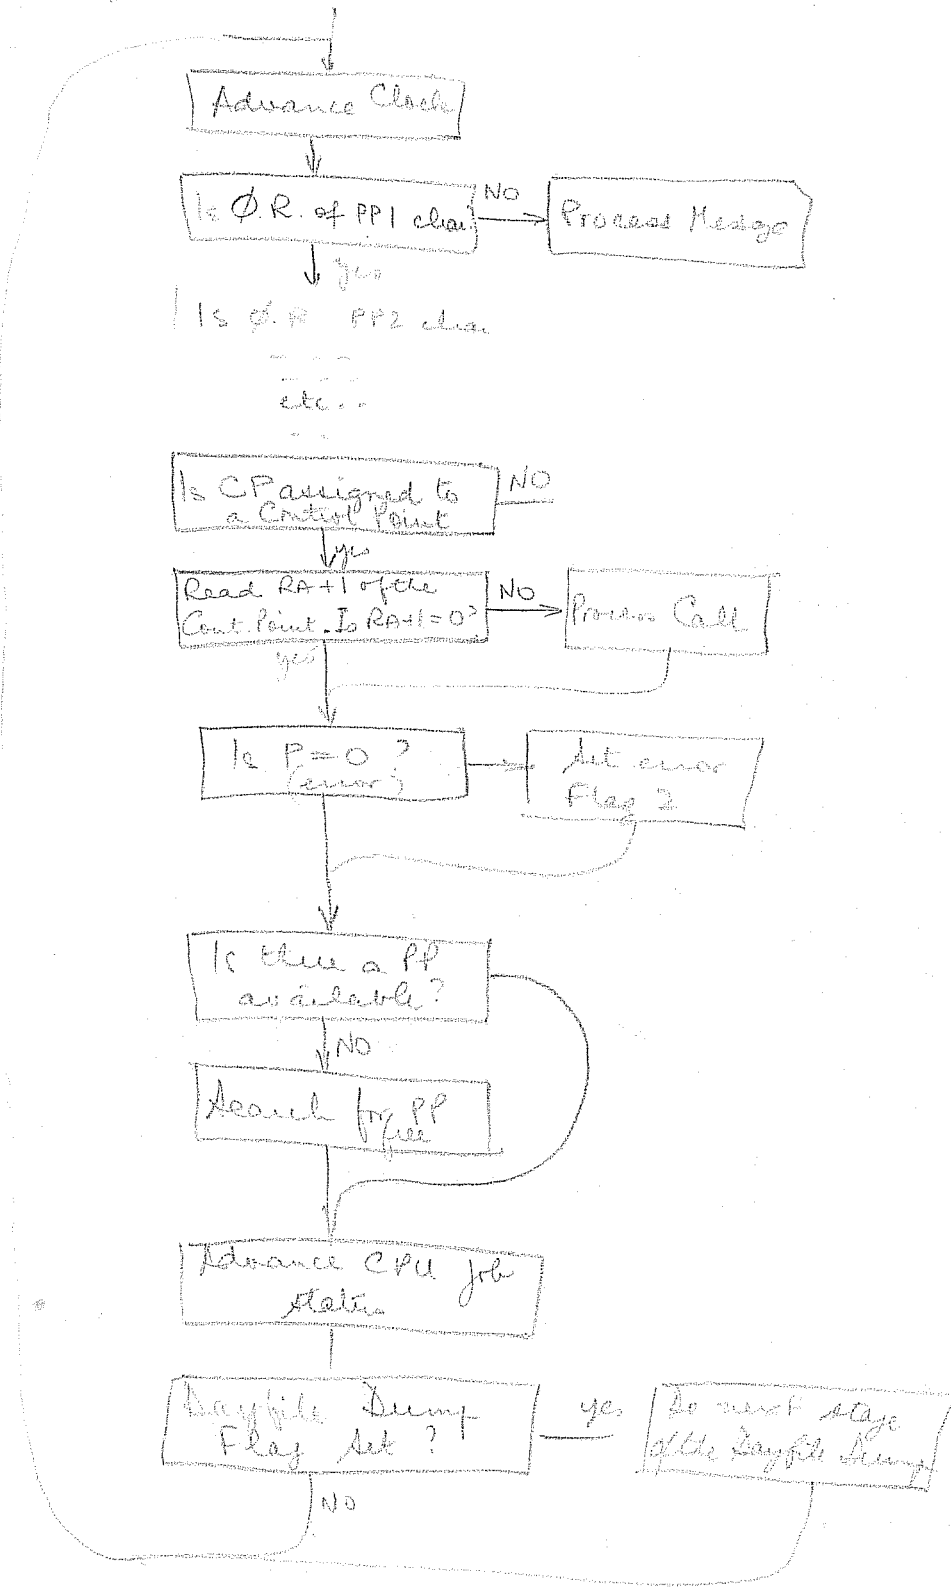 Advance Clock
Is Ø.R. of PP1 clear?
NO
Process Message
yes
Is Ø.R PP2 clear
etc..
Is CP assigned to
a Control Point
NO
yes
Read RA+1 of the
Cont. Point. Is RA+1=0?
NO
Process Call
yes
Is P=0?
(error)
Set error
Flag 2
Is there a PP
available?
NO
Search for PP
free
Advance CPU job
status
Dayfile Dump
Flag Set?
yes
Do next stage
of the Dayfile Dump
NO